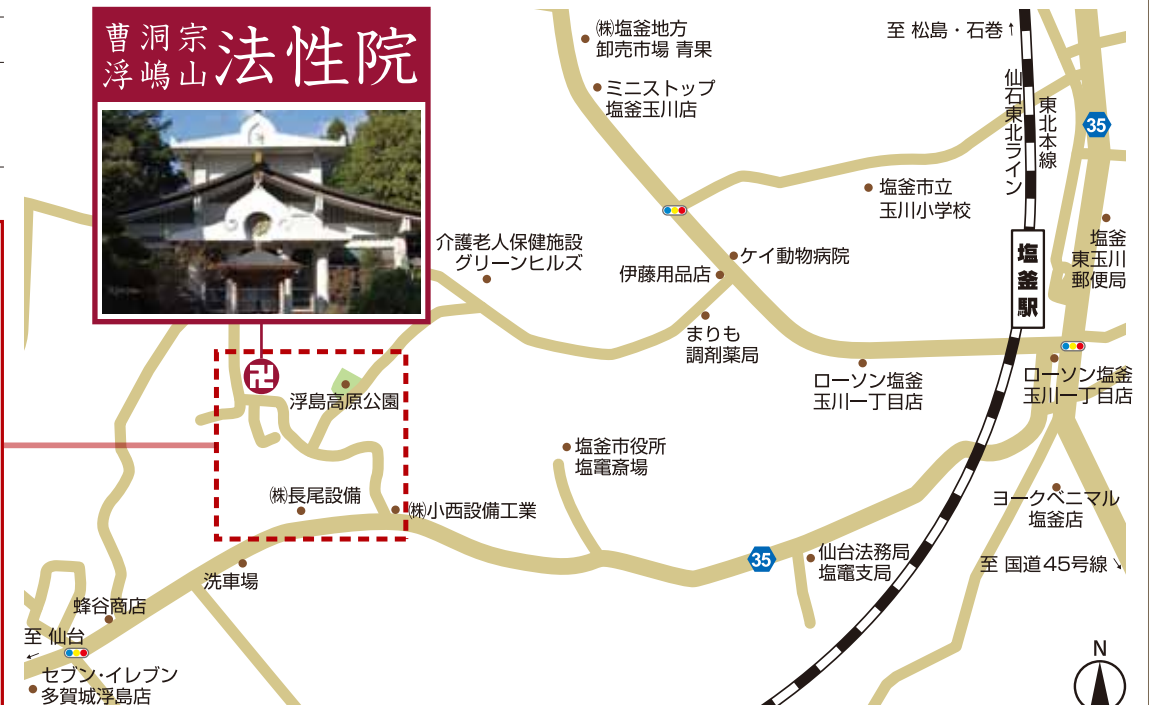 曹洞宗
浮嶋山
法性院
㈱塩釜地方
卸売市場 青果
ミニストップ
塩釜玉川店
至 松島・石巻↑
仙石東北ライン
東北本線
35
塩釜市立
玉川小学校
塩釜
東玉川
郵便局
塩釜駅
介護老人保健施設
グリーンヒルズ
ケイ動物病院
伊藤用品店
まりも
調剤薬局
ローソン塩釜
玉川一丁目店
ローソン塩釜
玉川一丁目店
卍
浮島高原公園
塩釜市役所
塩竈斎場
㈱長尾設備
㈱小西設備工業
ヨークベニマル
塩釜店
35
仙台法務局
塩竈支局
至 国道45号線↘
洗車場
蜂谷商店
至 仙台
←
セブン・イレブン
多賀城浮島店
N